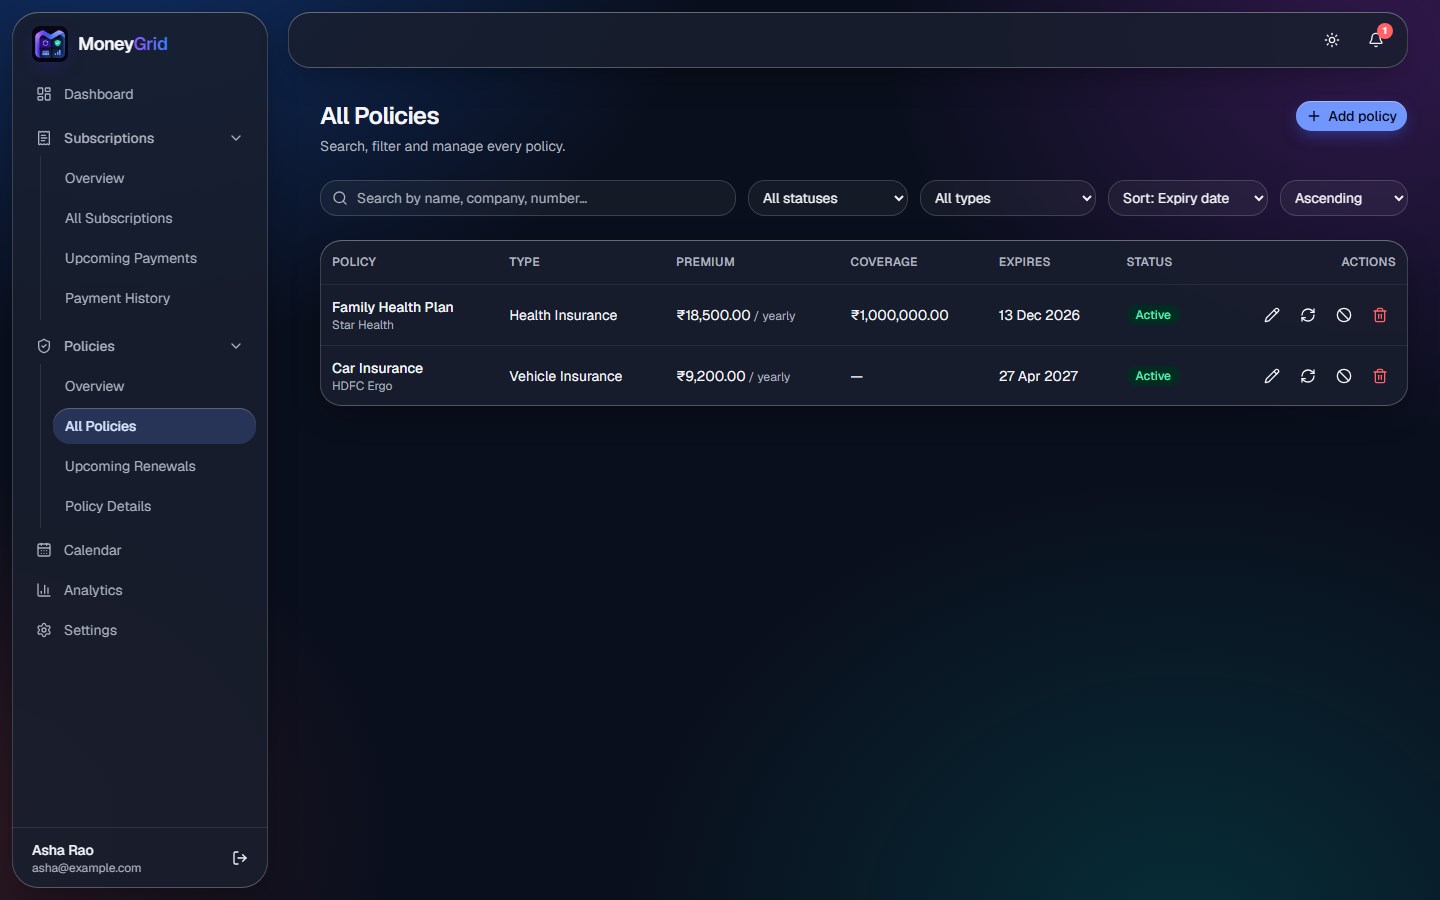 MoneyGrid
1
Dashboard
Subscriptions
Overview
All Subscriptions
Upcoming Payments
Payment History
Policies
Overview
All Policies
Upcoming Renewals
Policy Details
Calendar
Analytics
Settings
Asha Rao
asha@example.com
All Policies
Add policy
Search, filter and manage every policy.
Search by name, company, number...
All statuses
All types
Sort: Expiry date
Ascending
POLICY TYPE PREMIUM COVERAGE EXPIRES STATUS ACTIONS
Family Health Plan
Star Health
Health Insurance
₹18,500.00 / yearly
₹1,000,000.00
13 Dec 2026
Active
Car Insurance
HDFC Ergo
Vehicle Insurance
₹9,200.00 / yearly
—
27 Apr 2027
Active